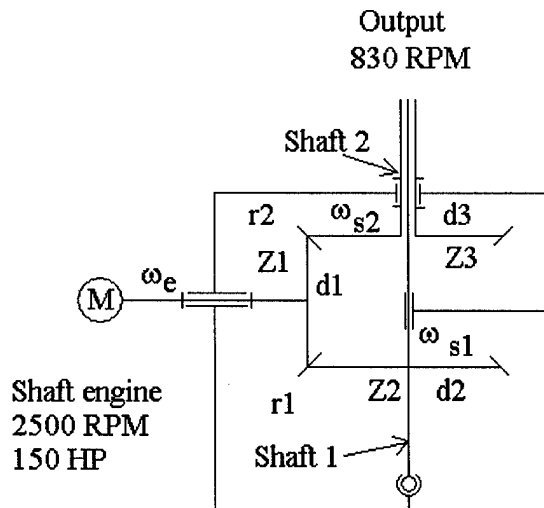 Output
830 RPM
Shaft 2
r2
ωs2
d3
Z1
Z3
ωe
d1
M
ωs1
Shaft engine
2500 RPM
150 HP
r1
Z2
d2
Shaft 1